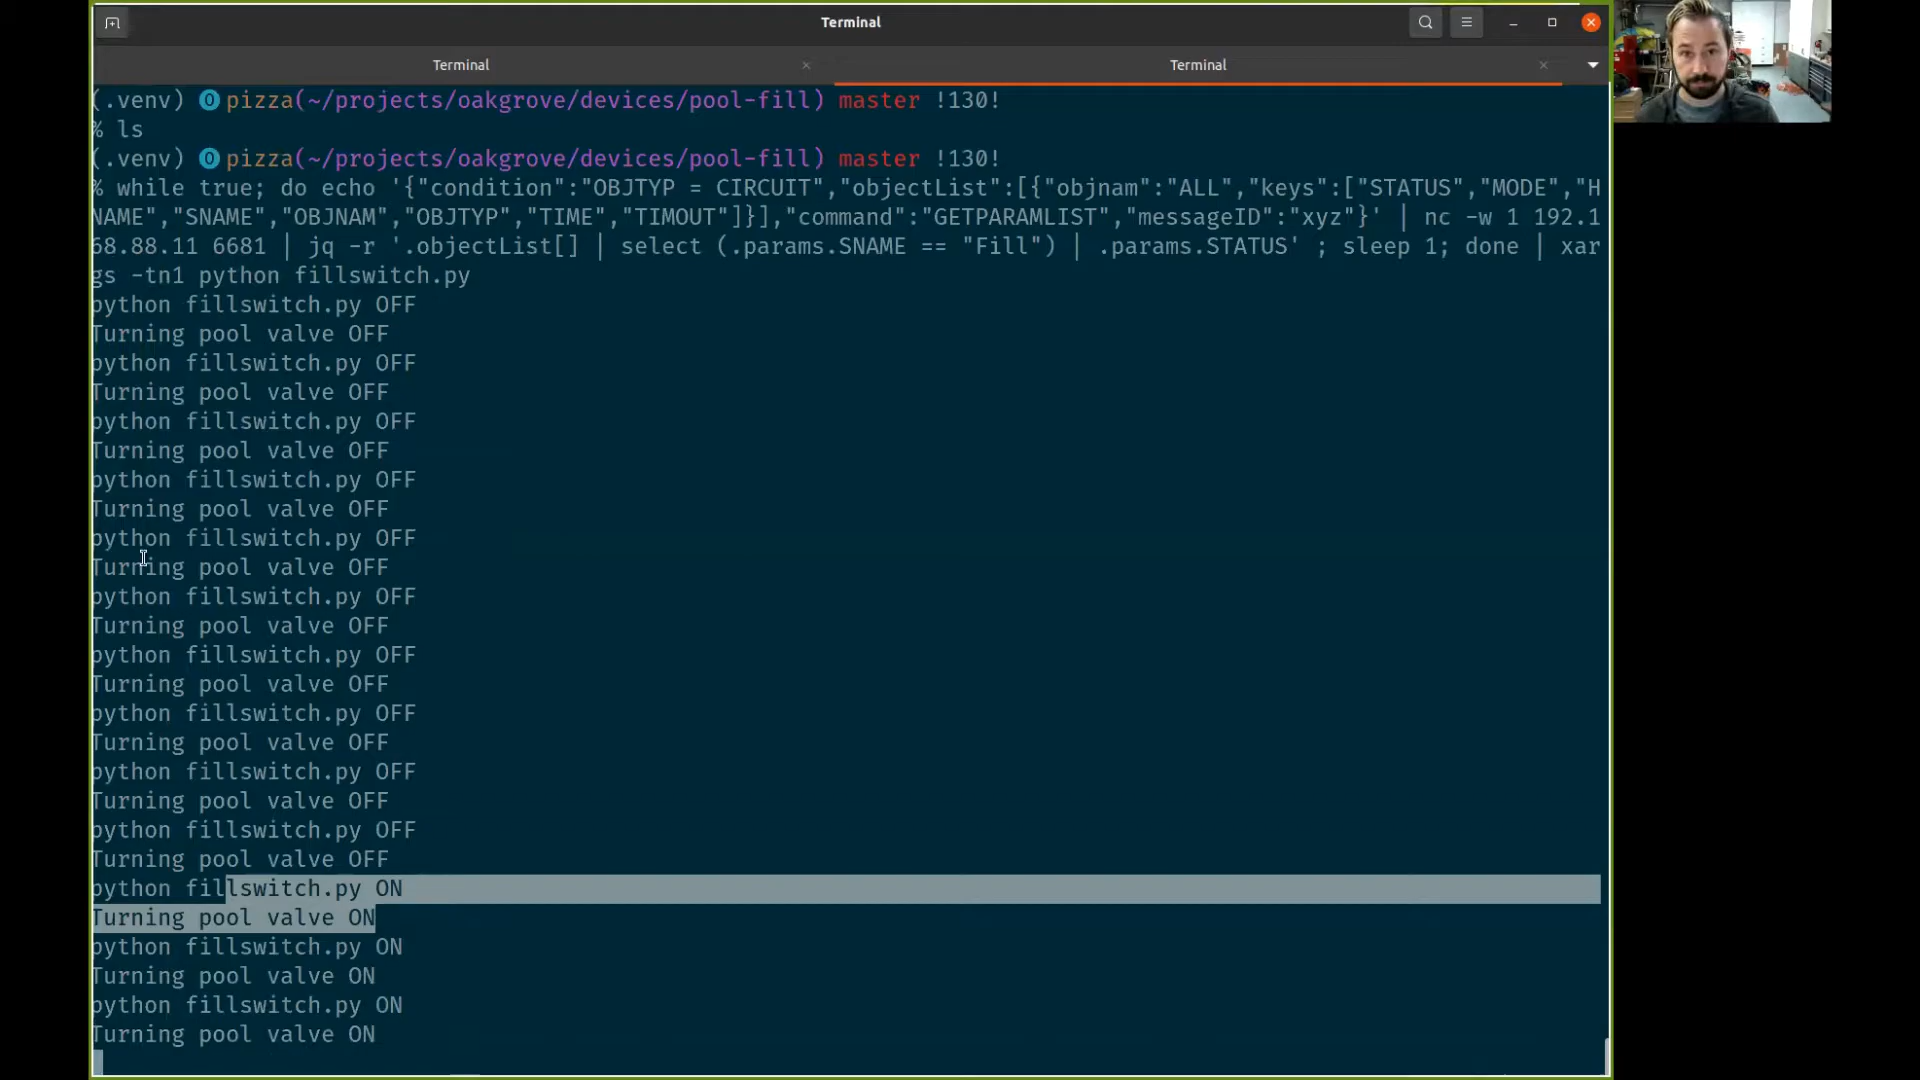 Terminal
Terminal
Terminal
(.venv) pizza(~/projects/oakgrove/devices/pool-fill) master !130!
% ls
(.venv) pizza(~/projects/oakgrove/devices/pool-fill) master !130!
% while true; do echo '{"condition":"OBJTYP = CIRCUIT","objectList":[{"objnam":"ALL","keys":["STATUS","MODE","H
NAME","SNAME","OBJNAM","OBJTYP","TIME","TIMOUT"]}],"command":"GETPARAMLIST","messageID":"xyz"}' | nc -w 1 192.1
68.88.11 6681 | jq -r '.objectList[] | select (.params.SNAME == "Fill") | .params.STATUS' ; sleep 1; done | xar
gs -tn1 python fillswitch.py
python fillswitch.py OFF
Turning pool valve OFF
python fillswitch.py OFF
Turning pool valve OFF
python fillswitch.py OFF
Turning pool valve OFF
python fillswitch.py OFF
Turning pool valve OFF
python fillswitch.py OFF
Turning pool valve OFF
python fillswitch.py OFF
Turning pool valve OFF
python fillswitch.py OFF
Turning pool valve OFF
python fillswitch.py OFF
Turning pool valve OFF
python fillswitch.py OFF
Turning pool valve OFF
python fillswitch.py OFF
Turning pool valve OFF
python fillswitch.py ON
Turning pool valve ON
python fillswitch.py ON
Turning pool valve ON
python fillswitch.py ON
Turning pool valve ON